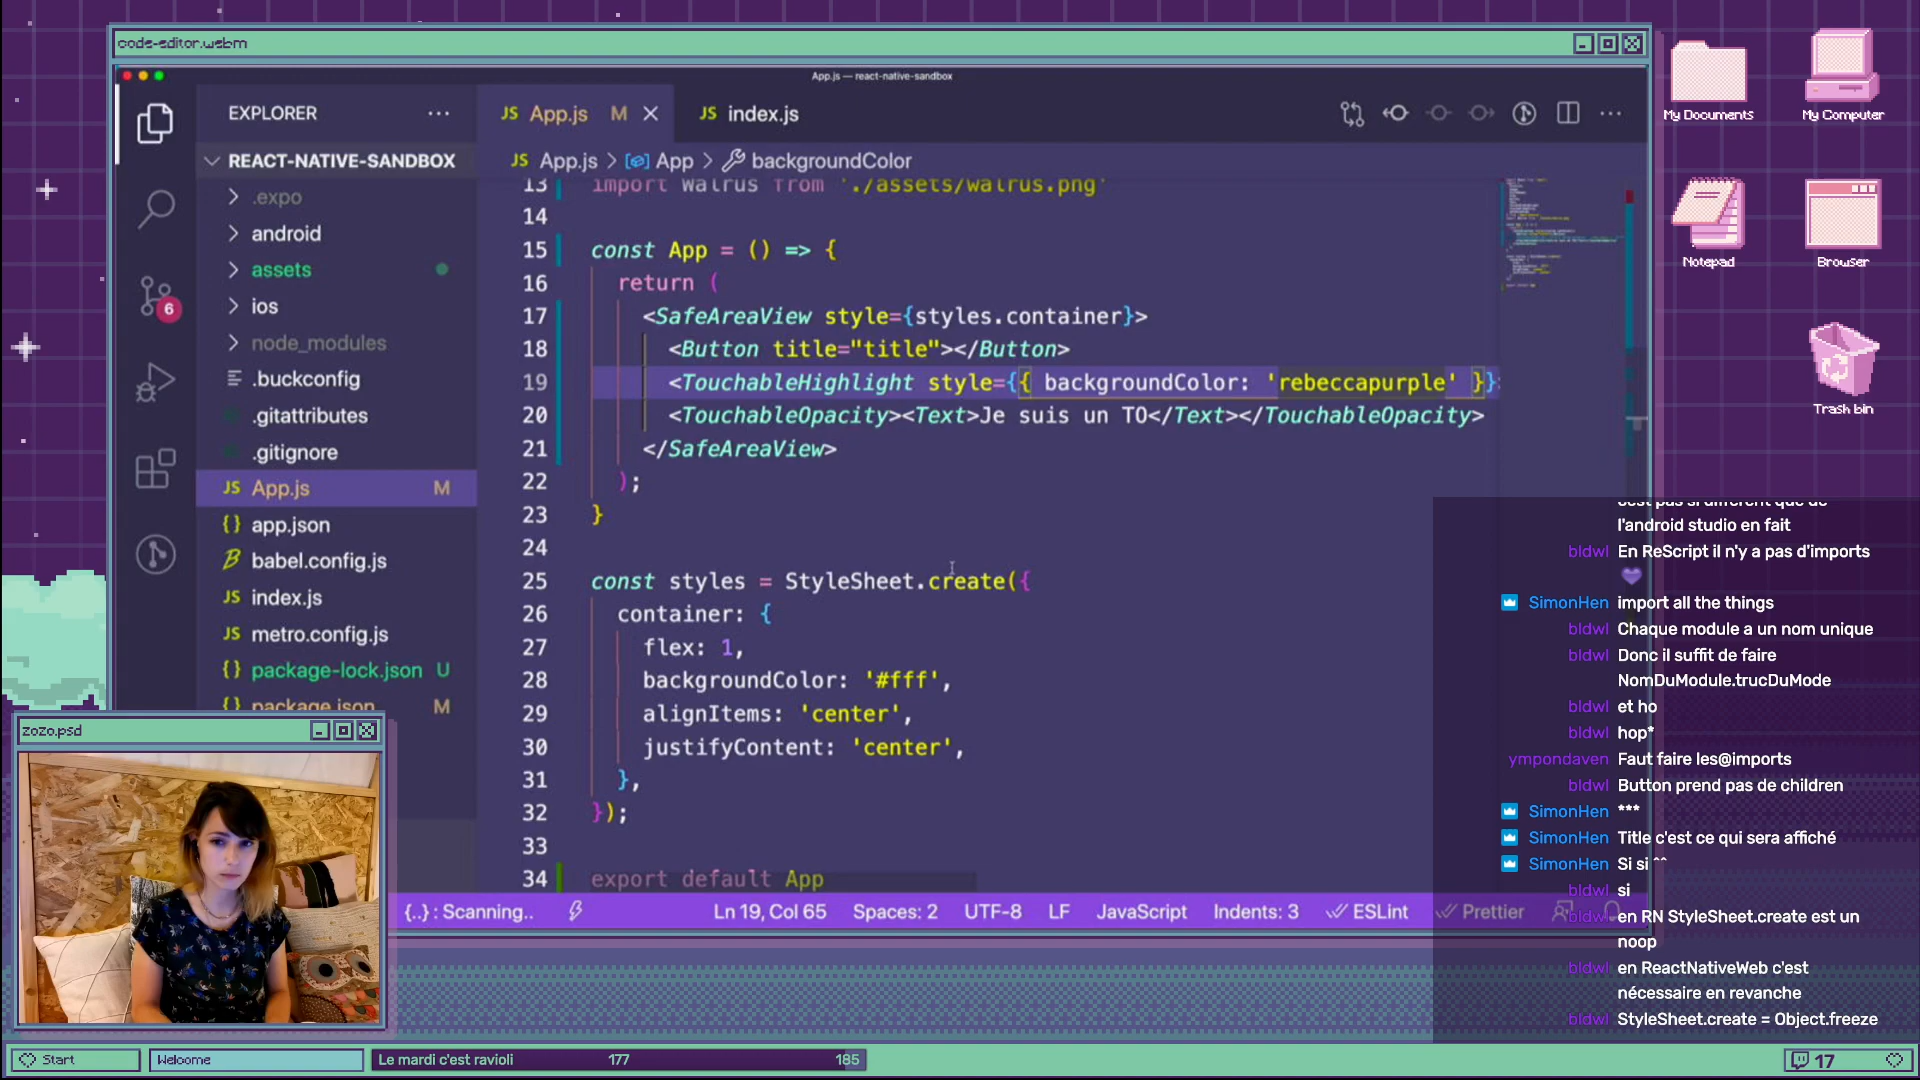 code-editor.webm
App.js — react-native-sandbox
EXPLORER
REACT-NATIVE-SANDBOX
.expo
android
assets
ios
node_modules
.buckconfig
.gitattributes
.gitignore
App.js M
app.json
babel.config.js
index.js
metro.config.js
package-lock.json U
package.json M
6
JS App.js M
JS index.js
JS App.js > App > backgroundColor
13 import Walrus from './assets/walrus.png'
14
15 const App = () => {
16 return (
17 <SafeAreaView style={styles.container}>
18 <Button title="title"></Button>
19 <TouchableHighlight style={{ backgroundColor: 'rebeccapurple' }}
20 <TouchableOpacity><Text>Je suis un TO</Text></TouchableOpacity>
21 </SafeAreaView>
22 );
23 }
24
25 const styles = StyleSheet.create({
26 container: {
27 flex: 1,
28 backgroundColor: '#fff',
29 alignItems: 'center',
30 justifyContent: 'center',
31 },
32 });
33
34 export default App
{..} : Scanning.. Ln 19, Col 65 Spaces: 2 UTF-8 LF JavaScript Indents: 3 ESLint Prettier
My Documents
My Computer
Notepad
Browser
Trash bin
l'android studio en fait
bldwl En ReScript il n'y a pas d'imports
SimonHen import all the things
bldwl Chaque module a un nom unique
bldwl Donc il suffit de faire
NomDuModule.trucDuMode
bldwl et ho
bldwl hop*
ympondaven Faut faire les@imports
bldwl Button prend pas de children
SimonHen ***
SimonHen Title c'est ce qui sera affiché
SimonHen Si si ^^
bldwl si
bldwl en RN StyleSheet.create est un
noop
bldwl en ReactNativeWeb c'est
nécessaire en revanche
bldwl StyleSheet.create = Object.freeze
zozo.psd
Start
Welcome
Le mardi c'est ravioli 177 185
17